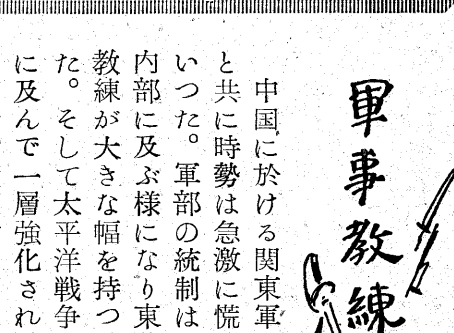 軍事教練
中国に於ける関東軍
と共に時勢は急激に慌
いつた。軍部の統制は
内部に及ぶ様になり東
教練が大きな幅を持つ
た。そして太平洋戦争
に及んで一層強化され